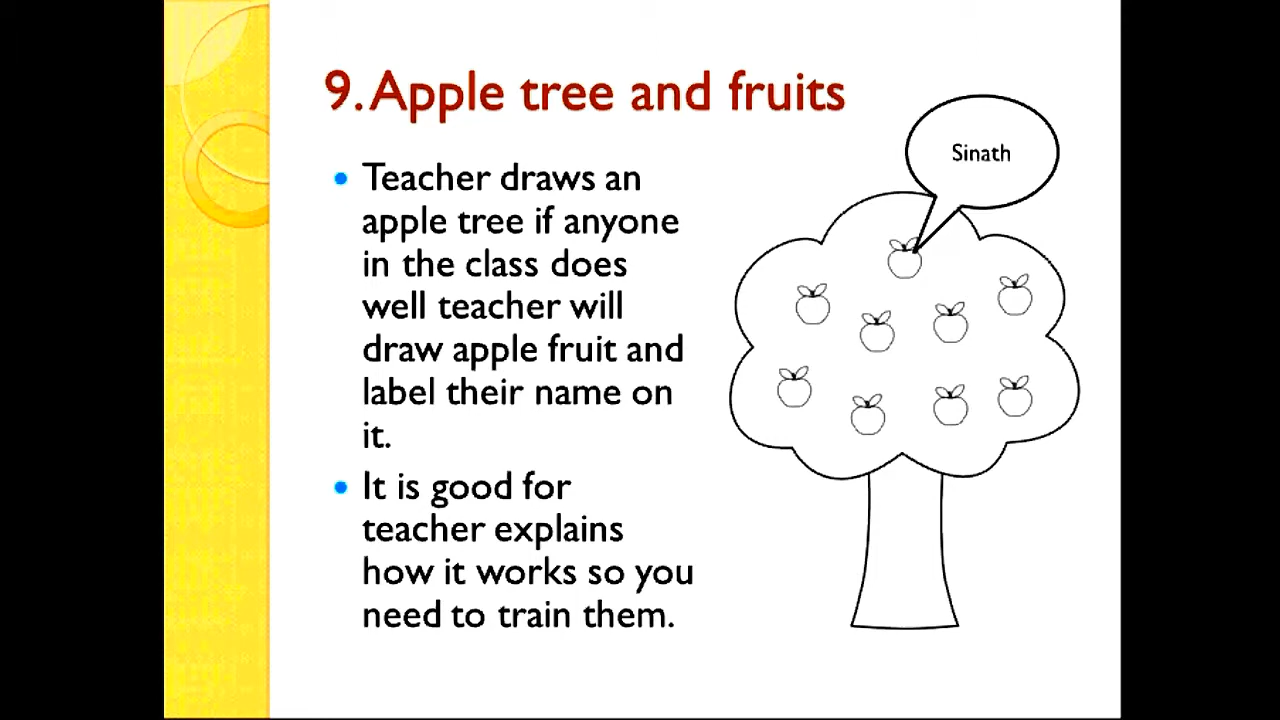 9. Apple tree and fruits
Sinath
Teacher draws an
apple tree if anyone
in the class does
well teacher will
draw apple fruit and
label their name on
it.
It is good for
teacher explains
how it works so you
need to train them.